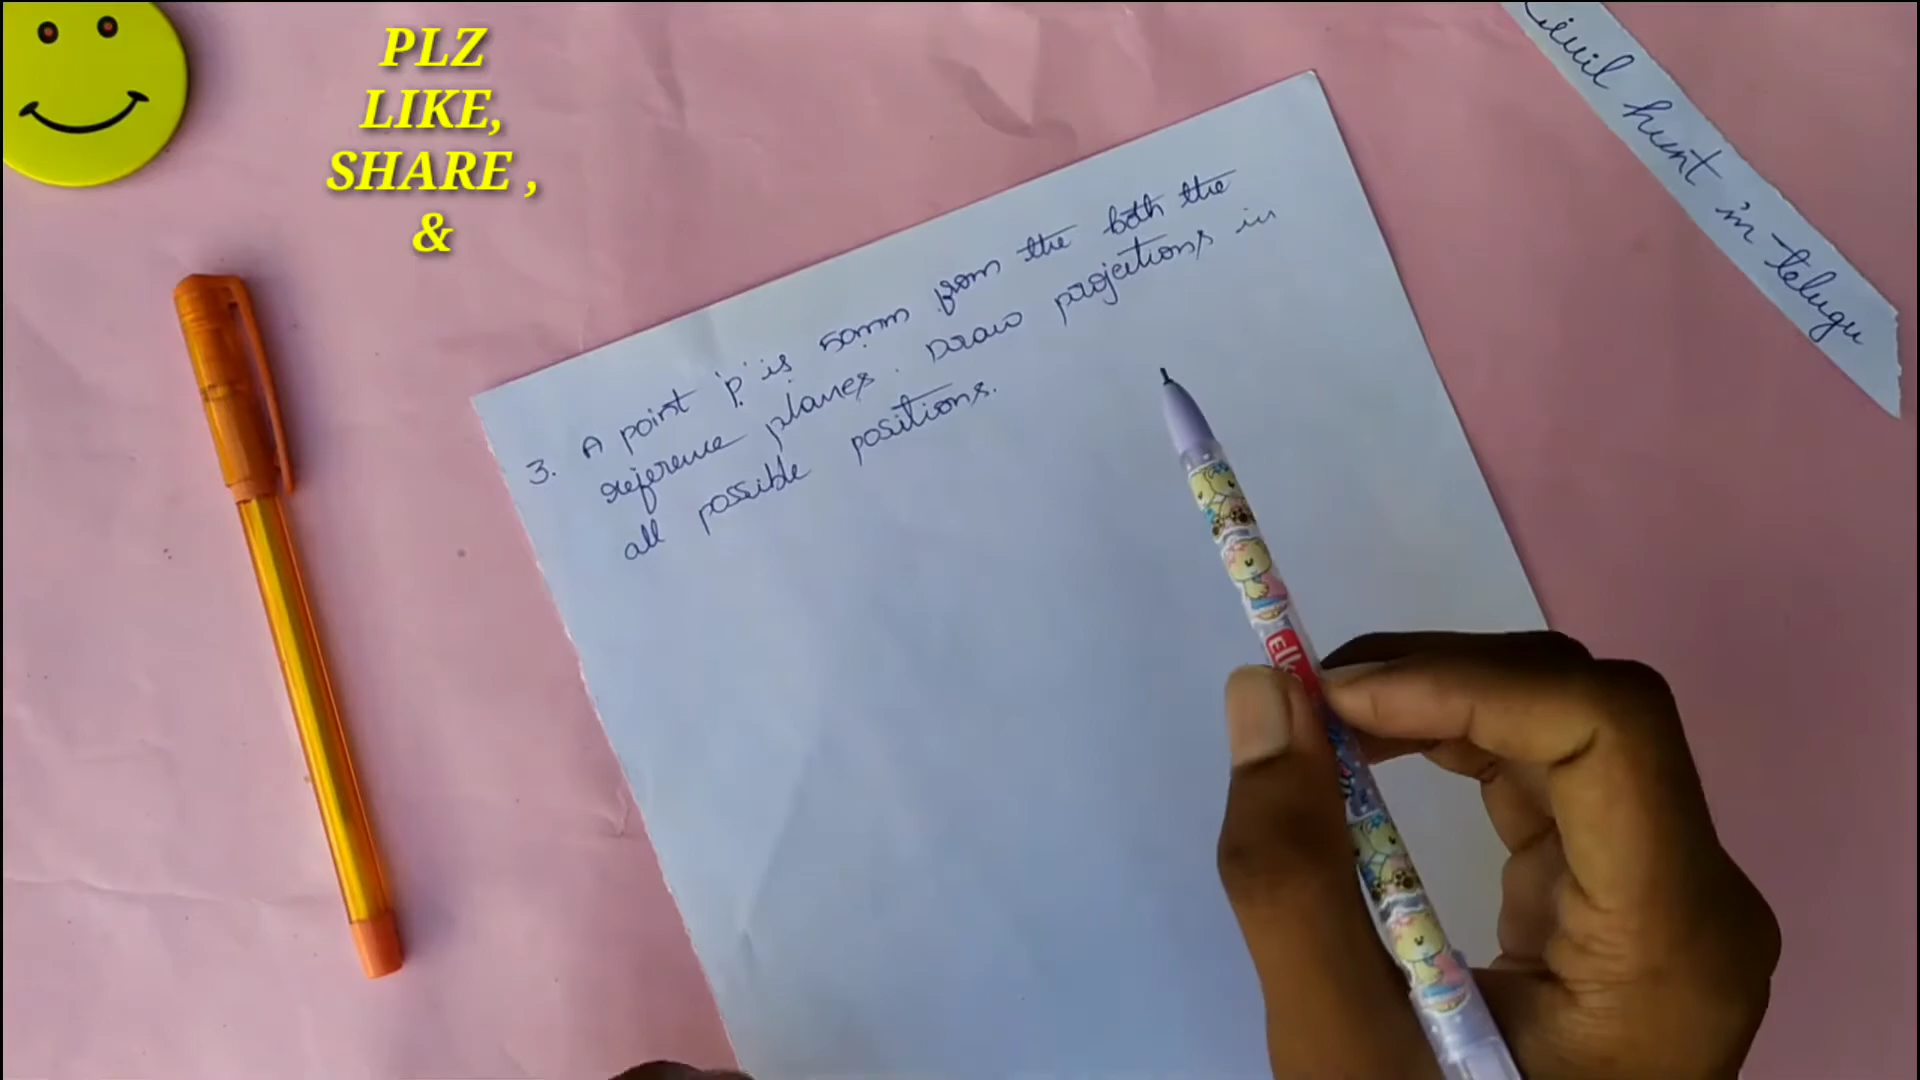 PLZ
LIKE,
SHARE ,
&
Civil hunt in telugu
3. A point 'p' is 50mm from the both the
reference planes. Draw projections in
all possible positions.
Elk